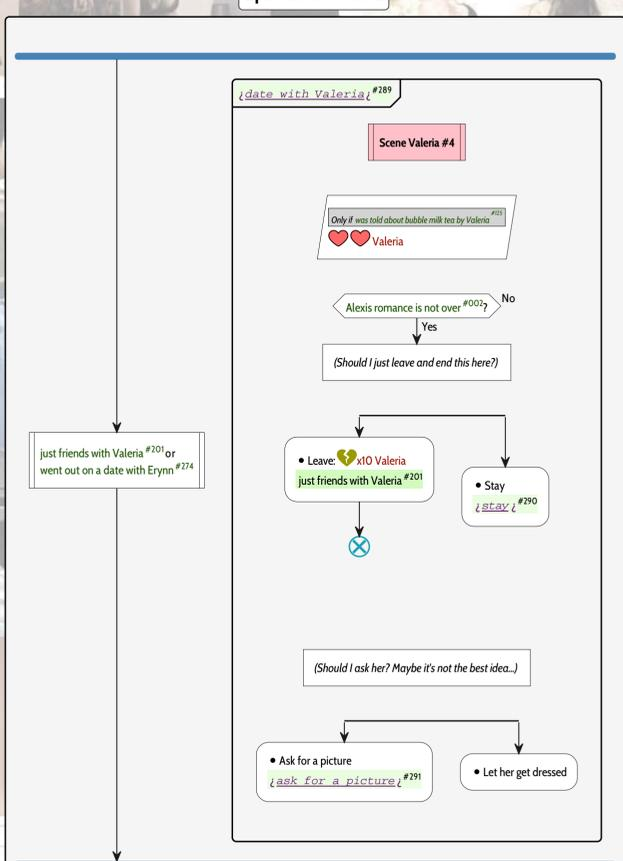 ¿date with Valeria¿ #289
Scene Valeria #4
Only if was told about bubble milk tea by Valeria #125
Valeria
Alexis romance is not over #002?
No
Yes
(Should I just leave and end this here?)
just friends with Valeria #201 or
went out on a date with Erynn #274
• Leave: x10 Valeria
just friends with Valeria #201
• Stay
¿stay¿ #290
(Should I ask her? Maybe it's not the best idea...)
• Ask for a picture
¿ask for a picture¿ #291
• Let her get dressed